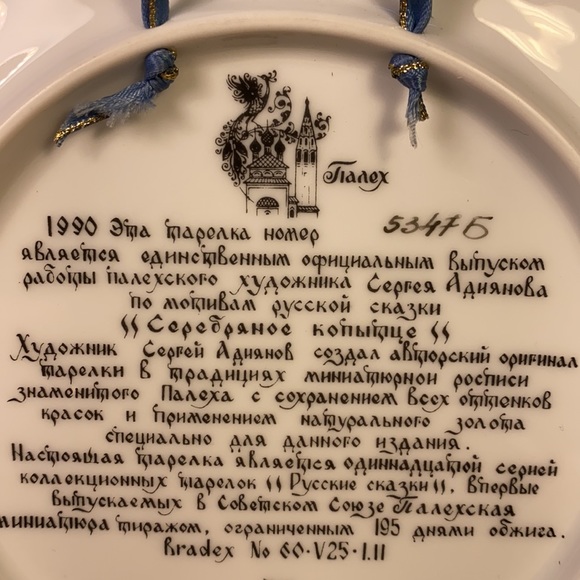 Палех
1990 Эта тарелка номер 5347Б
является единственным официальным выпуском
работы палехского художника Сергея Адиянова
по мотивам русской сказки
"Серебряное копытце"
Художник Сергей Адиянов создал авторский оригинал
тарелки в традициях миниатюрной росписи
знаменитого Палеха с сохранением всех оттенков
красок и применением натурального золота
специально для данного издания.
Настоящая тарелка является одиннадцатой серией
коллекционных тарелок "Русские сказки", впервые
выпускаемых в Советском Союзе Палехская
миниатюра тиражом, ограниченным 195 днями обжига.
Bradex No 60-V25-1.11